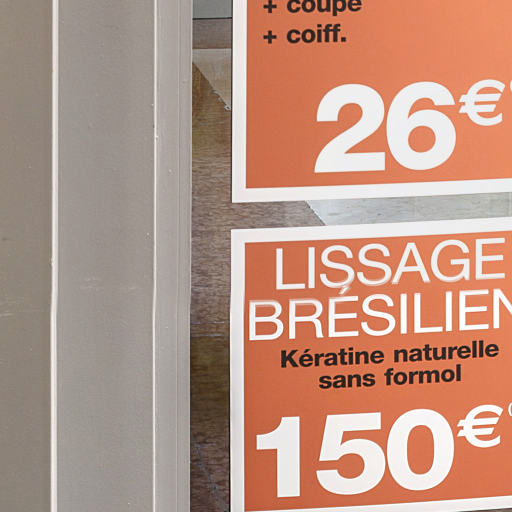 + coupe
+ coiff.
26€
LISSAGE
BRÉSILIEN
Kératine naturelle
sans formol
150€